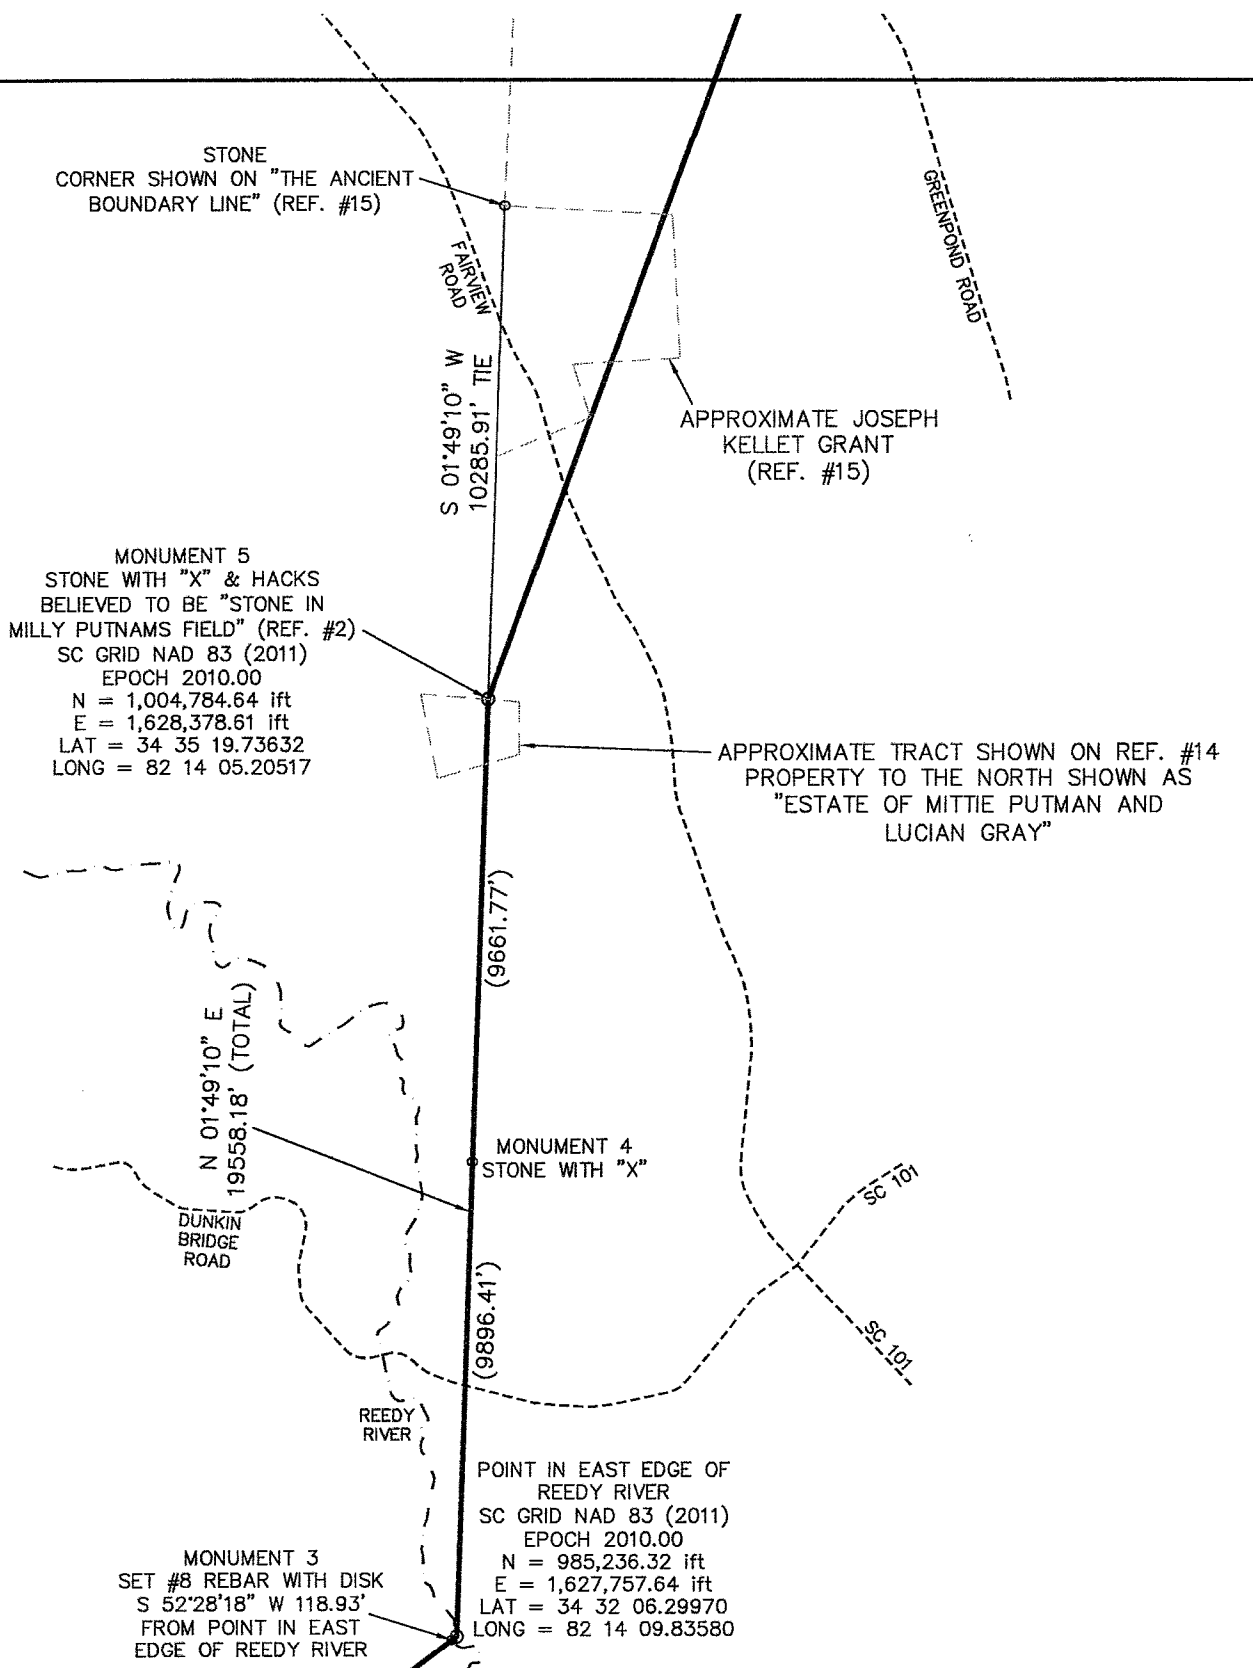 STONE
CORNER SHOWN ON "THE ANCIENT
BOUNDARY LINE" (REF. #15)
FAIRVIEW
ROAD
GREENPOND ROAD
S 01°49'10" W
10285.91' TIE
APPROXIMATE JOSEPH
KELLET GRANT
(REF. #15)
MONUMENT 5
STONE WITH "X" & HACKS
BELIEVED TO BE "STONE IN
MILLY PUTNAMS FIELD" (REF. #2)
SC GRID NAD 83 (2011)
EPOCH 2010.00
N = 1,004,784.64 ift
E = 1,628,378.61 ift
LAT = 34 35 19.73632
LONG = 82 14 05.20517
APPROXIMATE TRACT SHOWN ON REF. #14
PROPERTY TO THE NORTH SHOWN AS
"ESTATE OF MITTIE PUTMAN AND
LUCIAN GRAY"
(9661.77')
N 01°49'10" E
19558.18' (TOTAL)
MONUMENT 4
STONE WITH "X"
SC 101
DUNKIN
BRIDGE
ROAD
(9896.41')
SC 101
REEDY
RIVER
POINT IN EAST EDGE OF
REEDY RIVER
SC GRID NAD 83 (2011)
EPOCH 2010.00
N = 985,236.32 ift
E = 1,627,757.64 ift
LAT = 34 32 06.29970
LONG = 82 14 09.83580
MONUMENT 3
SET #8 REBAR WITH DISK
S 52°28'18" W 118.93'
FROM POINT IN EAST
EDGE OF REEDY RIVER